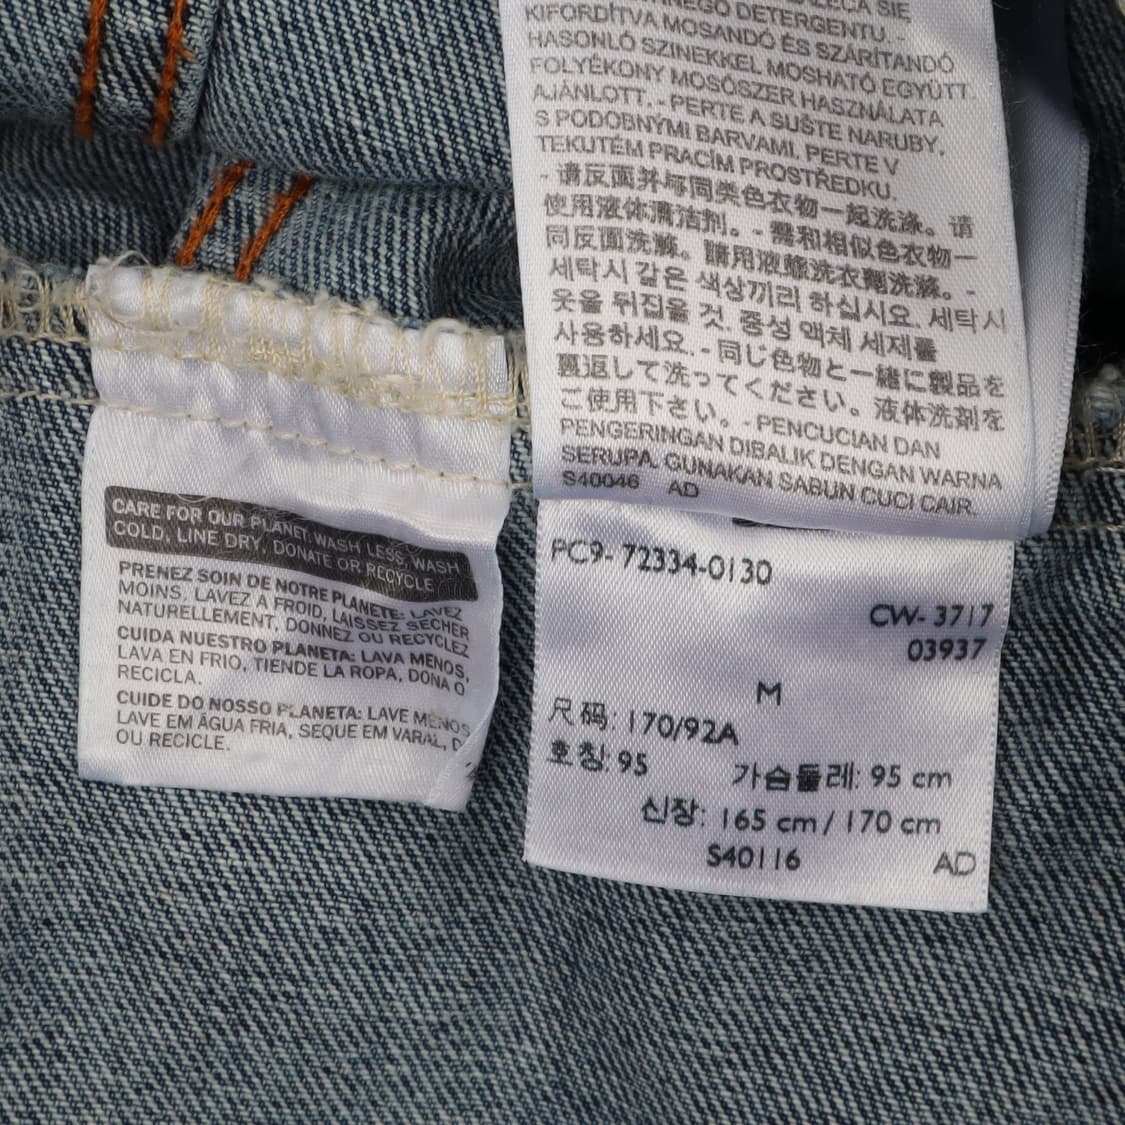 CARE FOR OUR PLANET. WASH LESS, WASH
COLD, LINE DRY, DONATE OR RECYCLE
PRENEZ SOIN DE NOTRE PLANETE: LAVEZ
MOINS, LAVEZ À FROID, LAISSEZ SÉCHER
NATURELLEMENT, DONNEZ OU RECYCLEZ
CUIDA NUESTRO PLANETA: LAVA MENOS,
LAVA EN FRIO, TIENDE LA ROPA, DONA O
RECICLA.
CUIDE DO NOSSO PLANETA: LAVE MENOS
LAVE EM ÁGUA FRIA, SEQUE EM VARAL, D
OU RECICLE.
DETERGENTU. -
KIFORDÍTVA MOSANDÓ ÉS SZÁRÍTANDÓ
HASONLÓ SZINEKKEL MOSHATÓ EGYÜTT.
FOLYÉKONY MOSÓSZER HASZNÁLATA
AJÁNLOTT. - PERTE A SUŠTE NARUBY,
S PODOBNÝMI BARVAMI. PERTE V
TEKUTÉM PRACÍM PROSTŘEDKU.
- 请反面并与同类色衣物一起洗涤。请
使用液体清洁剂。- 需和相似色衣物一
同反面洗滌。請用液態洗衣劑洗滌。-
세탁시 같은 색상끼리 하십시요. 세탁시
옷을 뒤집을 것. 중성 액체 세제를
사용하세요. - 同じ色物と一緒に製品を
裏返して洗ってください。液体洗剤を
ご使用下さい。- PENCUCIAN DAN
PENGERINGAN DIBALIK DENGAN WARNA
SERUPA. GUNAKAN SABUN CUCI CAIR.
S40046 AD
PC9- 72334-0130
CW- 3717
03937
M
尺码: 170/92A
호칭: 95
가슴둘레: 95 cm
신장: 165 cm / 170 cm
S40116
AD